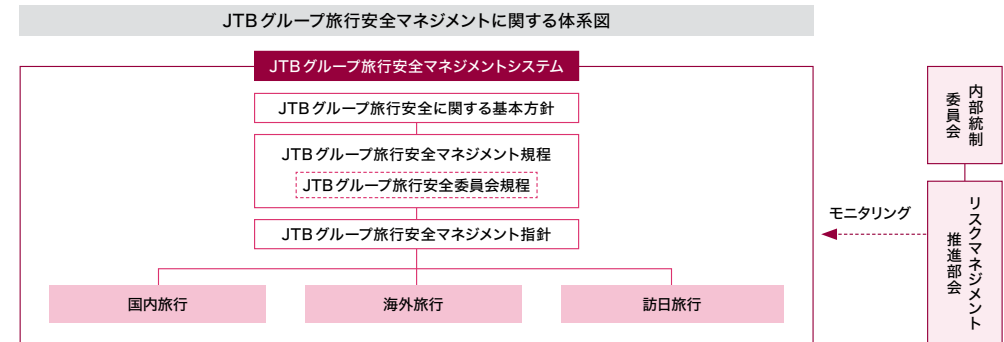 JTBグループ旅行安全マネジメントに関する体系図
JTBグループ旅行安全マネジメントシステム
JTBグループ旅行安全に関する基本方針
JTBグループ旅行安全マネジメント規程
JTBグループ旅行安全委員会規程
JTBグループ旅行安全マネジメント指針
国内旅行
海外旅行
訪日旅行
モニタリング
内部統制
委員会
リスクマネジメント
推進部会